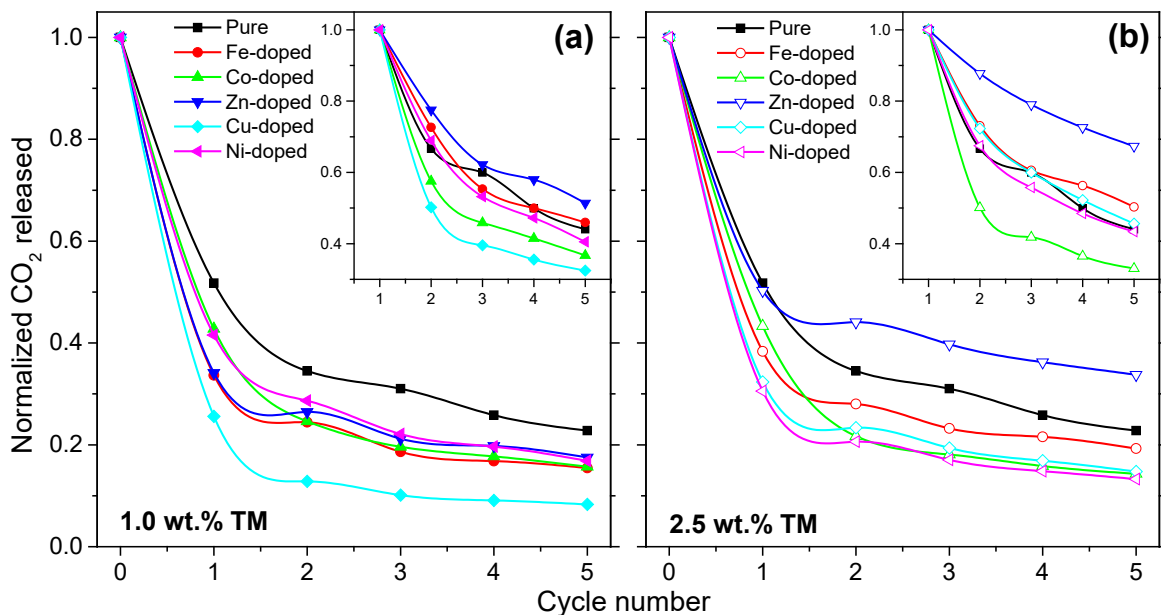 Normalized CO2 released
1.0
0.8
0.6
0.4
0.2
0.0
0
1
2
3
4
5
Pure
Fe-doped
Co-doped
Zn-doped
Cu-doped
Ni-doped
(a)
1.0
0.8
0.6
0.4
1
2
3
4
5
1.0 wt.% TM
0
1
2
3
4
5
Pure
Fe-doped
Co-doped
Zn-doped
Cu-doped
Ni-doped
(b)
1.0
0.8
0.6
0.4
1
2
3
4
5
2.5 wt.% TM
Cycle number